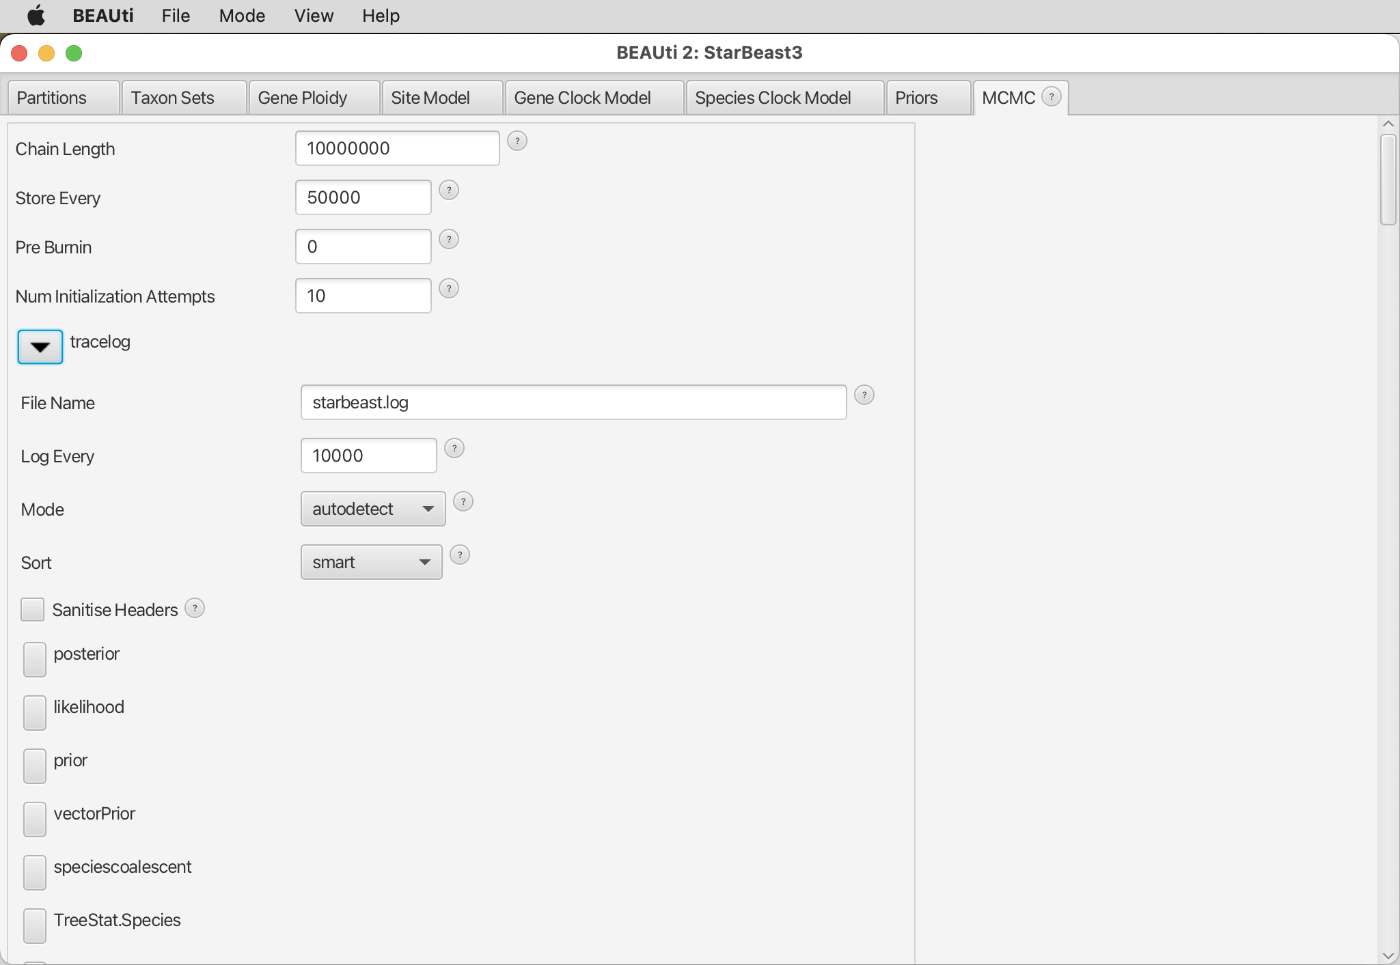 BEAUti File Mode View Help
BEAUti 2: StarBeast3
Partitions Taxon Sets Gene Ploidy Site Model Gene Clock Model Species Clock Model Priors MCMC ?
Chain Length 10000000 ?
Store Every 50000 ?
Pre Burnin 0 ?
Num Initialization Attempts 10 ?
tracelog
File Name starbeast.log ?
Log Every 10000 ?
Mode autodetect ?
Sort smart ?
Sanitise Headers ?
posterior
likelihood
prior
vectorPrior
speciescoalescent
TreeStat.Species